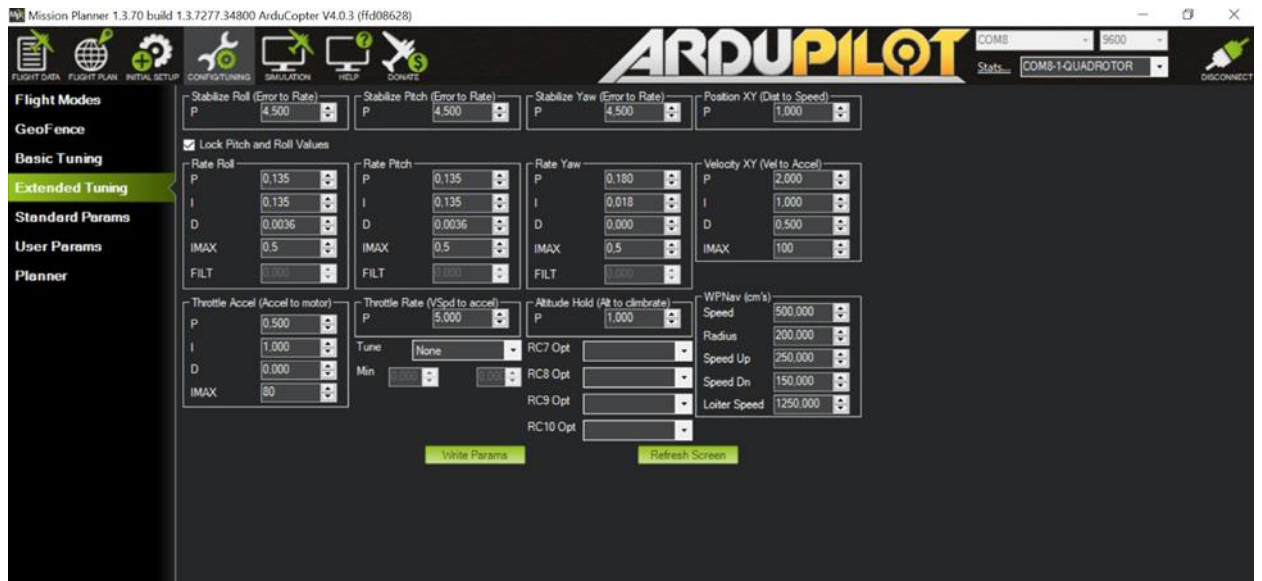 Mission Planner 1.3.70 build 1.3.7277.34800 ArduCopter V4.0.3 (ffd08628)
FLIGHT DATA FLIGHT PLAN INITIAL SETUP CONFIG/TUNING SIMULATION HELP DONATE
ARDUPILOT
COM8 9600
Stats... COM8-1-QUADROTOR
DISCONNECT
Flight Modes
GeoFence
Basic Tuning
Extended Tuning
Standard Params
User Params
Planner
Stabilize Roll (Error to Rate)
P 4,500
Stabilize Pitch (Error to Rate)
P 4,500
Stabilize Yaw (Error to Rate)
P 4,500
Position XY (Dist to Speed)
P 1,000
Lock Pitch and Roll Values
Rate Roll
P 0,135
I 0,135
D 0,0036
IMAX 0,5
FILT 0,000
Rate Pitch
P 0,135
I 0,135
D 0,0036
IMAX 0,5
FILT 0,000
Rate Yaw
P 0,180
I 0,018
D 0,000
IMAX 0,5
FILT 0,000
Velocity XY (Vel to Accel)
P 2,000
I 1,000
D 0,500
IMAX 100
Throttle Accel (Accel to motor)
P 0,500
I 1,000
D 0,000
IMAX 80
Throttle Rate (VSpd to accel)
P 5,000
Tune None
Min 0,000 0,000
Altitude Hold (Alt to climbrate)
P 1,000
RC7 Opt
RC8 Opt
RC9 Opt
RC10 Opt
WPNav (cm's)
Speed 500,000
Radius 200,000
Speed Up 250,000
Speed Dn 150,000
Loiter Speed 1250,000
Write Params
Refresh Screen